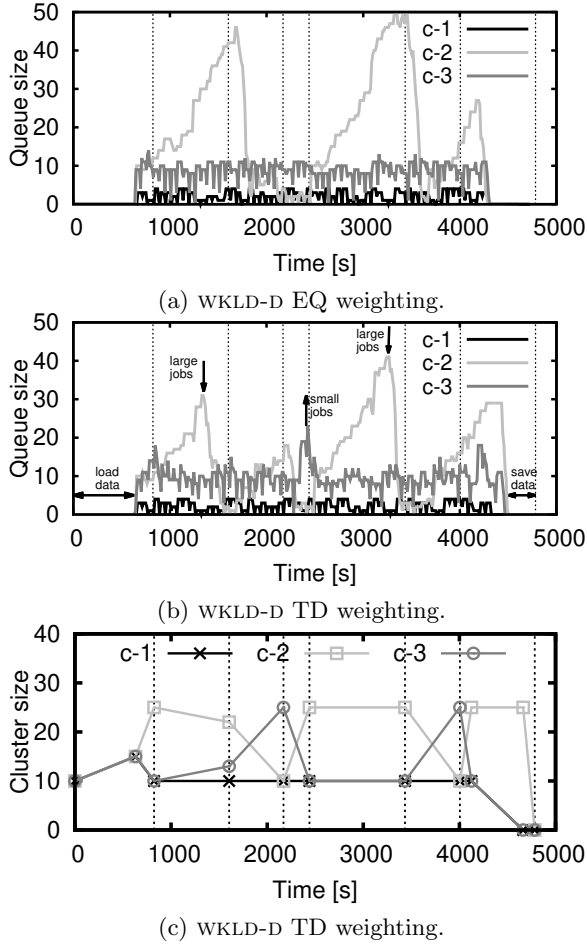 50
40
30
20
10
0
Queue size
c-1
c-2
c-3
1000 2000 3000 4000 5000
Time [s]
(a) WKLD-D EQ weighting.
50
40
30
20
10
0
Queue size
large
jobs
large
jobs
c-1
c-2
c-3
small
jobs
load
data
save
data
0 1000 2000 3000 4000 5000
Time [s]
(b) WKLD-D TD weighting.
40
30
20
10
0
Cluster size
c-1 c-2 c-3
0 1000 2000 3000 4000 5000
Time [s]
(c) WKLD-D TD weighting.